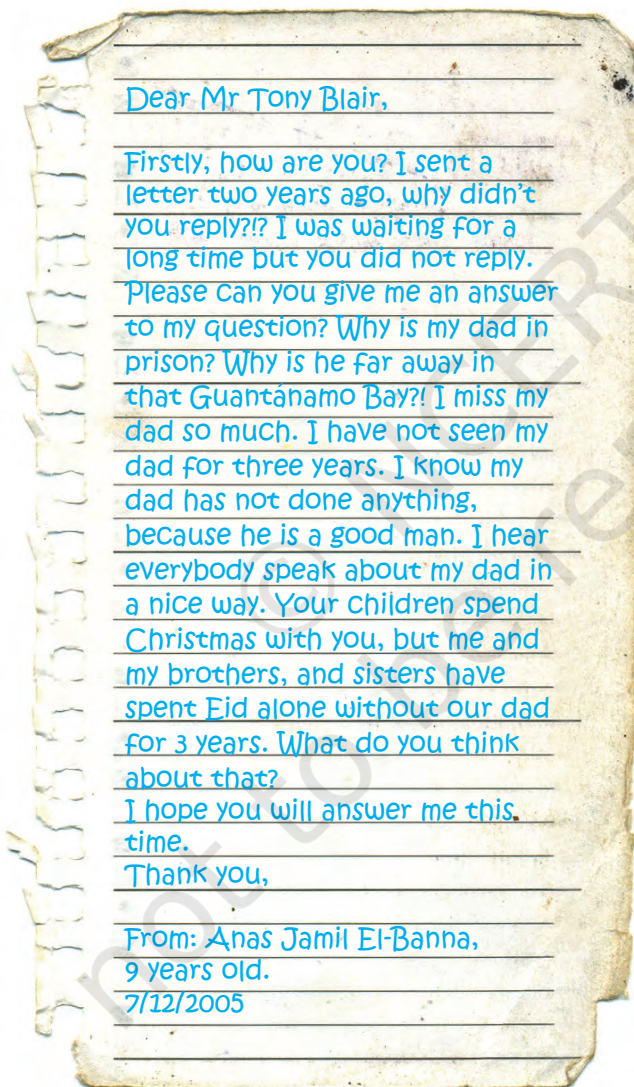 Dear Mr Tony Blair,
Firstly, how are you? I sent a
letter two years ago, why didn't
you reply?!? I was waiting for a
long time but you did not reply.
Please can you give me an answer
to my question? Why is my dad in
prison? Why is he far away in
that Guantánamo Bay?! I miss my
dad so much. I have not seen my
dad for three years. I know my
dad has not done anything,
because he is a good man. I hear
everybody speak about my dad in
a nice way. Your children spend
Christmas with you, but me and
my brothers, and sisters have
spent Eid alone without our dad
for 3 years. What do you think
about that?
I hope you will answer me this
time.
Thank you,
From: Anas Jamil El-Banna,
9 years old.
7/12/2005
© NCERT
not to be